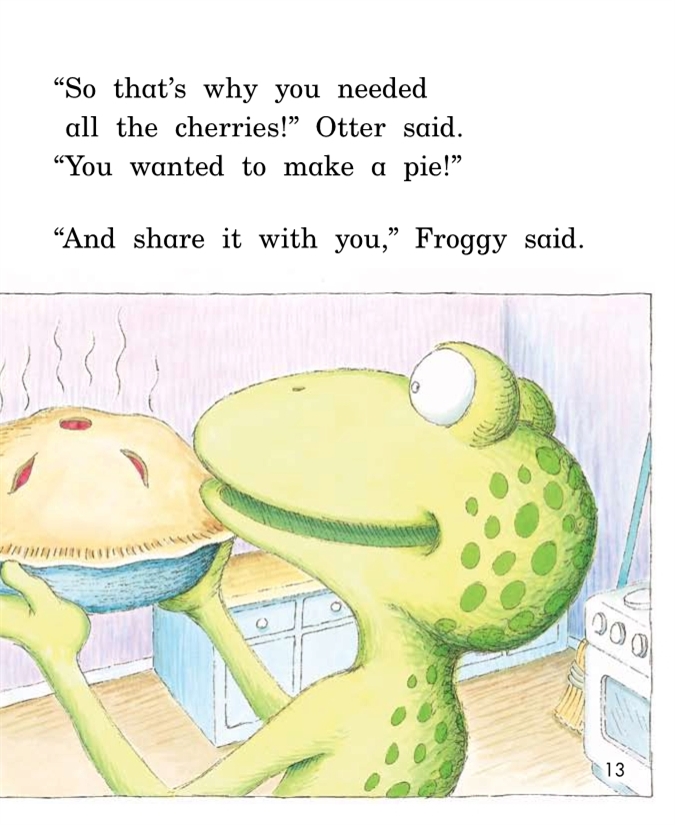 “So that’s why you needed
all the cherries!” Otter said.
“You wanted to make a pie!”
“And share it with you,” Froggy said.
13